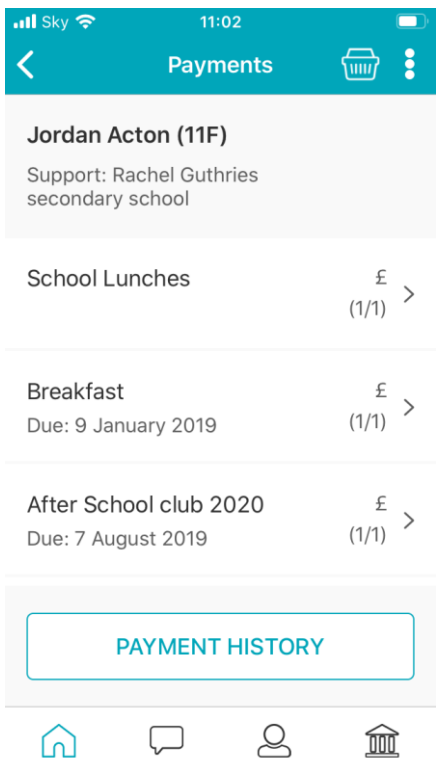 Sky 11:02
Payments
Jordan Acton (11F)
Support: Rachel Guthries
secondary school
School Lunches £
(1/1)
Breakfast £
Due: 9 January 2019 (1/1)
After School club 2020 £
Due: 7 August 2019 (1/1)
PAYMENT HISTORY